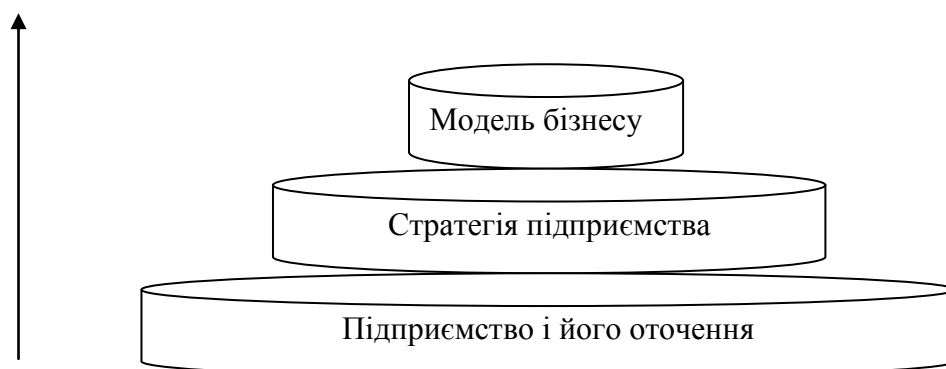 Модель бізнесу
Стратегія підприємства
Підприємство і його оточення